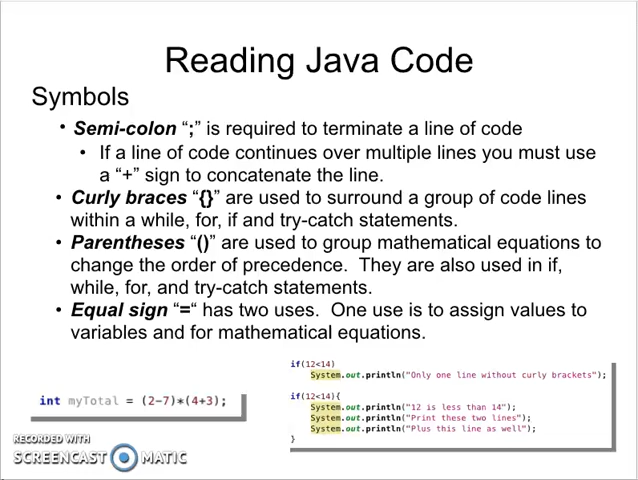 Reading Java Code
Symbols
• Semi-colon “;” is required to terminate a line of code
• If a line of code continues over multiple lines you must use
a “+” sign to concatenate the line.
• Curly braces “{}” are used to surround a group of code lines
within a while, for, if and try-catch statements.
• Parentheses “()” are used to group mathematical equations to
change the order of precedence.  They are also used in if,
while, for, and try-catch statements.
• Equal sign “=“ has two uses.  One use is to assign values to
variables and for mathematical equations.
int myTotal = (2-7)*(4+3);
if(12<14)
System.out.println("Only one line without curly brackets");
if(12<14){
System.out.println("12 is less than 14");
System.out.println("Print these two lines");
System.out.println("Plus this line as well");
}
RECORDED WITH
SCREENCAST MATIC